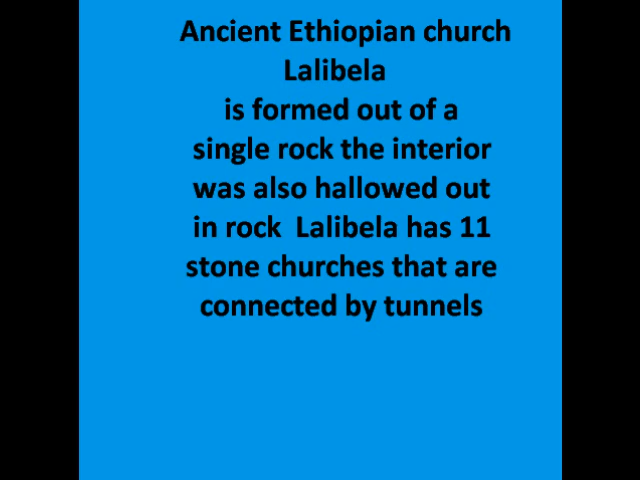 Ancient Ethiopian church
Lalibela
is formed out of a
single rock the interior
was also hallowed out
in rock  Lalibela has 11
stone churches that are
connected by tunnels